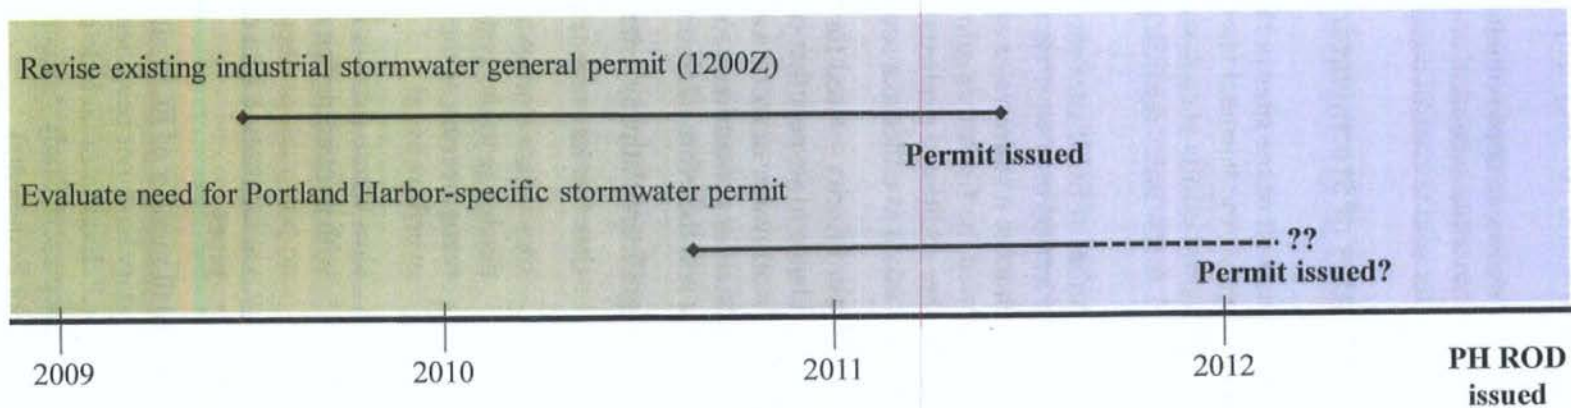 Revise existing industrial stormwater general permit (1200Z)
Permit issued
Evaluate need for Portland Harbor-specific stormwater permit
??
Permit issued?
2009
2010
2011
2012
PH ROD
issued